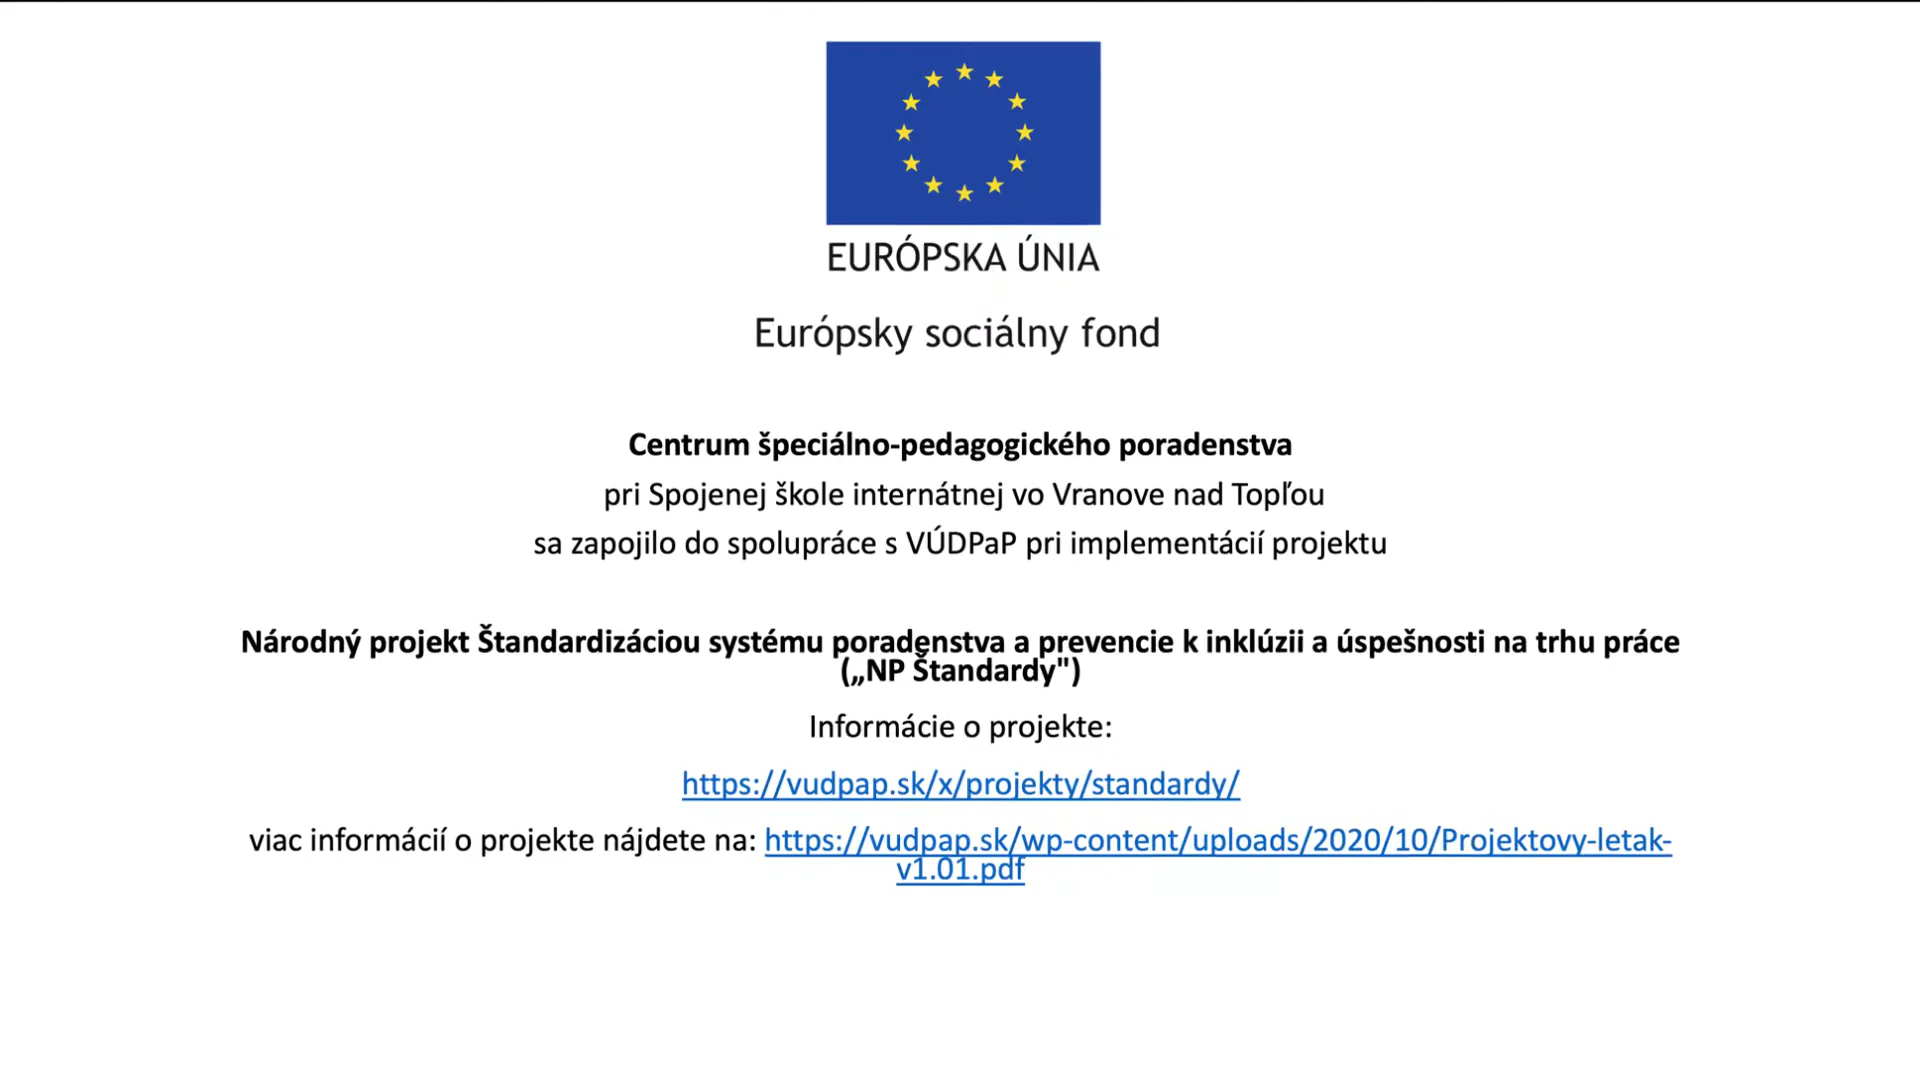 EURÓPSKA ÚNIA
Európsky sociálny fond
Centrum špeciálno-pedagogického poradenstva
pri Spojenej škole internátnej vo Vranove nad Topľou
sa zapojilo do spolupráce s VÚDPaP pri implementácií projektu
Národný projekt Štandardizáciou systému poradenstva a prevencie k inklúzii a úspešnosti na trhu práce
(„NP Štandardy")
Informácie o projekte:
https://vudpap.sk/x/projekty/standardy/
viac informácií o projekte nájdete na: https://vudpap.sk/wp-content/uploads/2020/10/Projektovy-letak-
v1.01.pdf